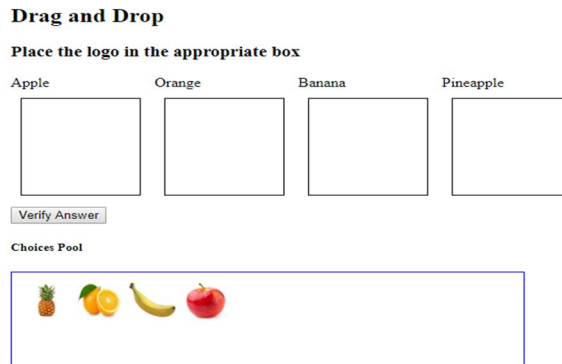 Drag and Drop
Place the logo in the appropriate box
Apple Orange Banana Pineapple
Verify Answer
Choices Pool